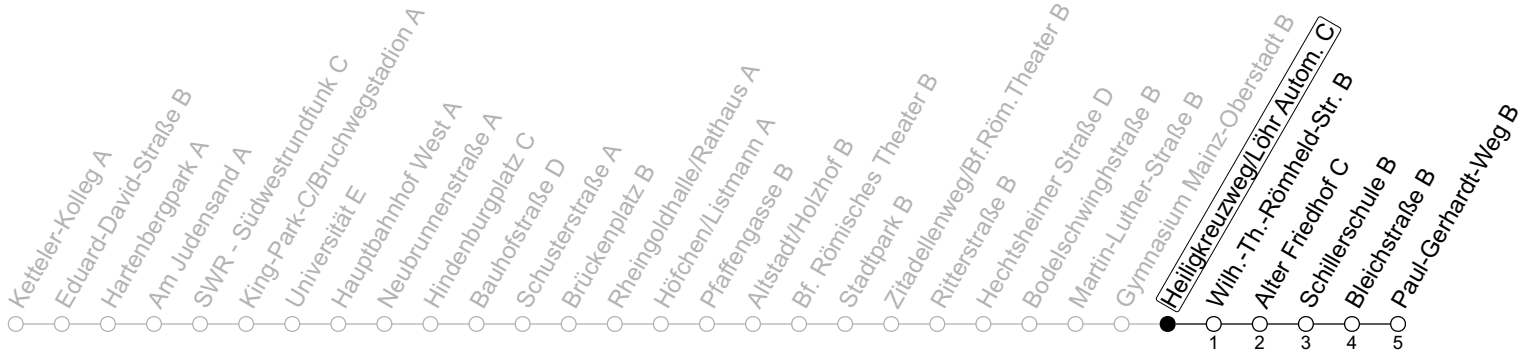 Ketteler-Kolleg A
Eduard-David-Straße B
Hartenbergpark A
Am Judensand A
SWR - Südwestrundfunk C
King-Park-C/Bruchwegstadion A
Universität E
Hauptbahnhof West A
Neubrunnenstraße A
Hindenburgplatz C
Bauhofstraße D
Schusterstraße A
Brückenplatz B
Rheingoldhalle/Rathaus A
Höfchen/Listmann A
Pfaffengasse B
Altstadt/Holzhof B
Bf. Römisches Theater B
Stadtpark B
Zitadellenweg/Bf.Röm.Theater B
Ritterstraße B
Hechtsheimer Straße D
Bodelschwinghstraße B
Martin-Luther-Straße B
Gymnasium Mainz-Oberstadt B
Heiligkreuzweg/Löhr Autom. C
Wilh.-Th.-Römheld-Str. B
Alter Friedhof C
Schillerschule B
Bleichstraße B
Paul-Gerhardt-Weg B
1 2 3 4 5